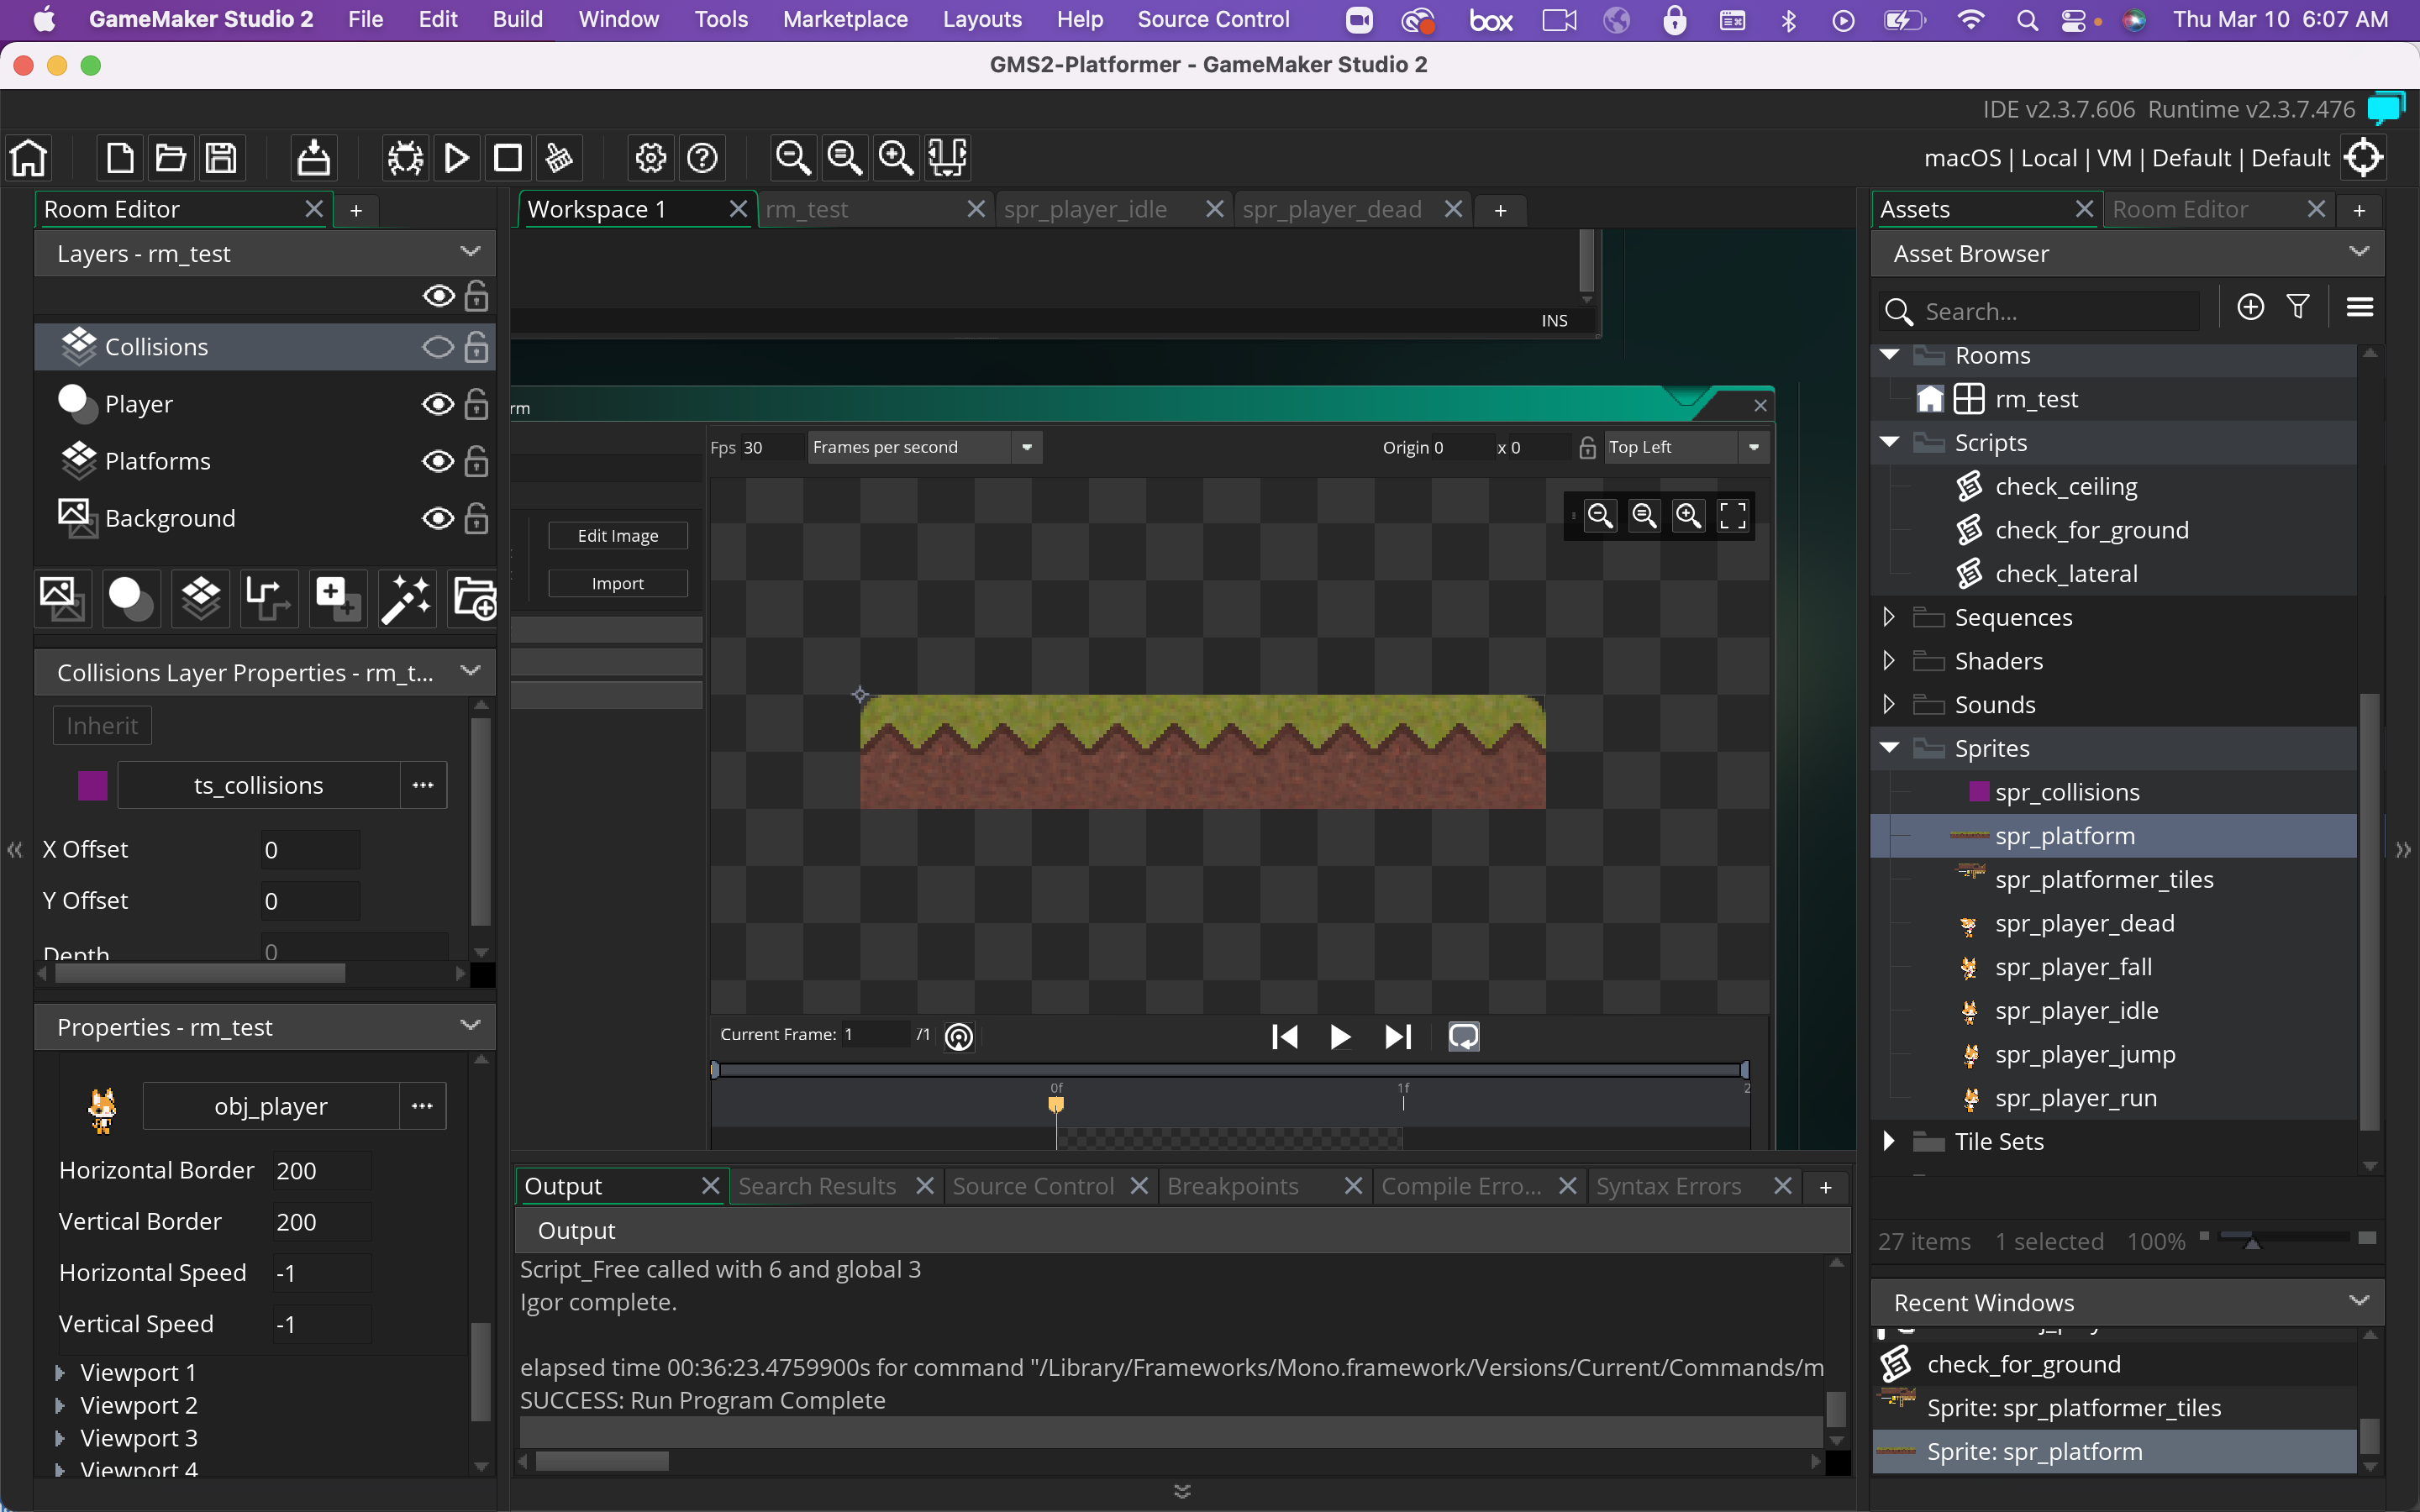 GameMaker Studio 2 File Edit Build Window Tools Marketplace Layouts Help Source Control box Thu Mar 10 6:07 AM
GMS2-Platformer - GameMaker Studio 2
IDE v2.3.7.606 Runtime v2.3.7.476
macOS | Local | VM | Default | Default
Room Editor
+
Layers - rm_test
Collisions
Player
Platforms
Background
Collisions Layer Properties - rm_t...
Inherit
ts_collisions ...
X Offset 0
Y Offset 0
Depth 0
Properties - rm_test
obj_player ...
Horizontal Border 200
Vertical Border 200
Horizontal Speed -1
Vertical Speed -1
Viewport 1
Viewport 2
Viewport 3
Viewport 4
Workspace 1 rm_test spr_player_idle spr_player_dead +
INS
rm
Fps 30 Frames per second Origin 0 x 0 Top Left
Edit Image
Import
Current Frame: 1 /1
0f 1f 2
Output Search Results Source Control Breakpoints Compile Erro... Syntax Errors +
Output
Script_Free called with 6 and global 3
Igor complete.
elapsed time 00:36:23.4759900s for command "/Library/Frameworks/Mono.framework/Versions/Current/Commands/m
SUCCESS: Run Program Complete
Assets Room Editor +
Asset Browser
Search...
Rooms
rm_test
Scripts
check_ceiling
check_for_ground
check_lateral
Sequences
Shaders
Sounds
Sprites
spr_collisions
spr_platform
spr_platformer_tiles
spr_player_dead
spr_player_fall
spr_player_idle
spr_player_jump
spr_player_run
Tile Sets
27 items 1 selected 100%
Recent Windows
check_for_ground
Sprite: spr_platformer_tiles
Sprite: spr_platform